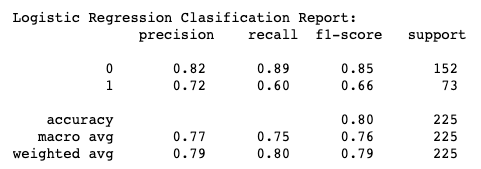 Logistic Regression Clasification Report:
precision recall f1-score support
0 0.82 0.89 0.85 152
1 0.72 0.60 0.66 73
accuracy 0.80 225
macro avg 0.77 0.75 0.76 225
weighted avg 0.79 0.80 0.79 225